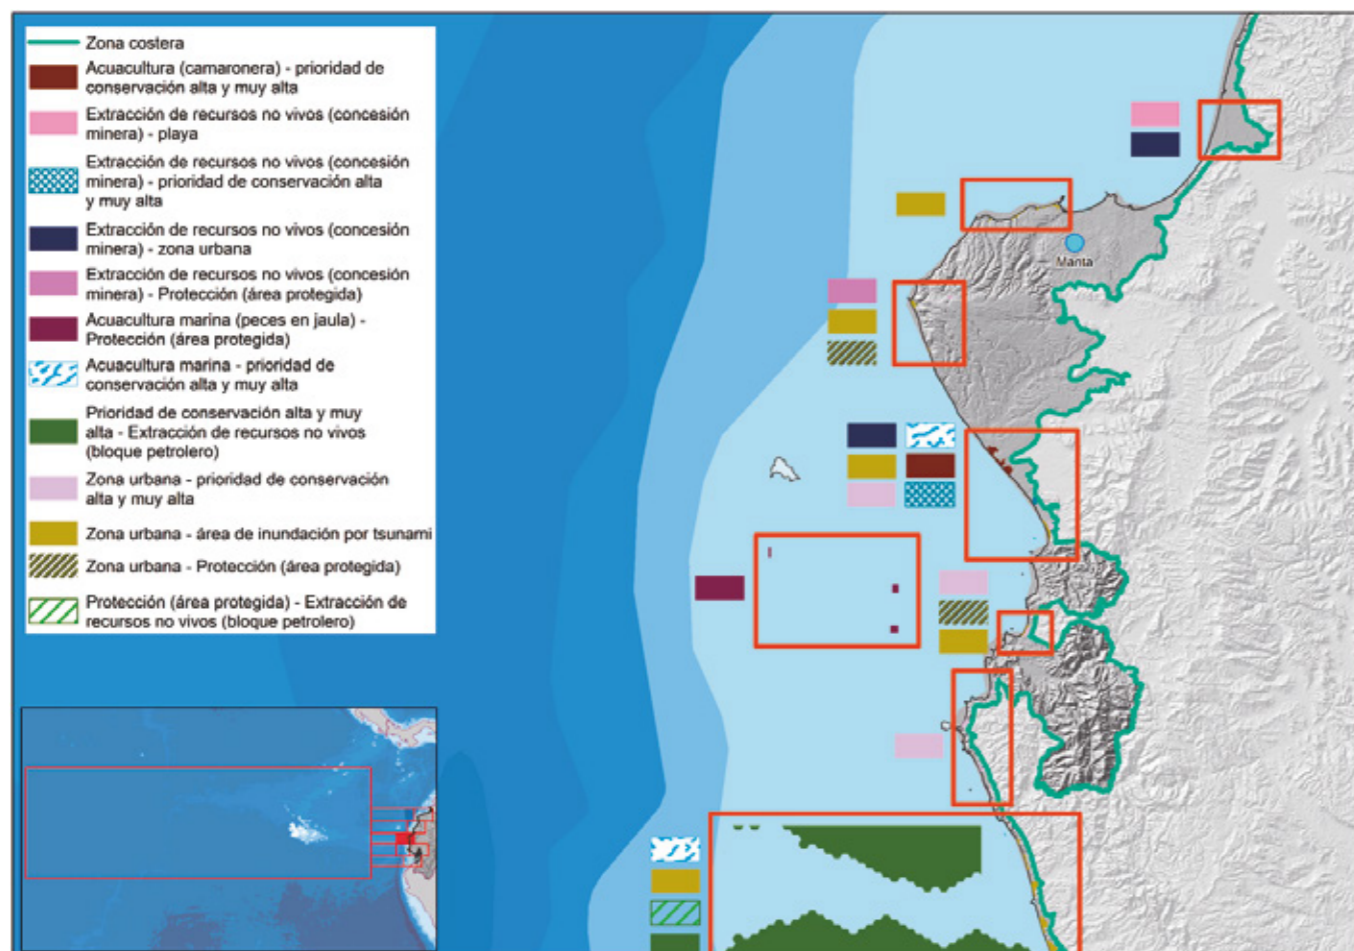 Zona costera
Acuacultura (camaronera) - prioridad de
conservación alta y muy alta
Extracción de recursos no vivos (concesión
minera) - playa
Extracción de recursos no vivos (concesión
minera) - prioridad de conservación alta
y muy alta
Extracción de recursos no vivos (concesión
minera) - zona urbana
Extracción de recursos no vivos (concesión
minera) - Protección (área protegida)
Acuacultura marina (peces en jaula) -
Protección (área protegida)
Acuacultura marina - prioridad de
conservación alta y muy alta
Prioridad de conservación alta y muy
alta - Extracción de recursos no vivos
(bloque petrolero)
Zona urbana - prioridad de conservación
alta y muy alta
Zona urbana - área de inundación por tsunami
Zona urbana - Protección (área protegida)
Protección (área protegida) - Extracción de
recursos no vivos (bloque petrolero)
Manta